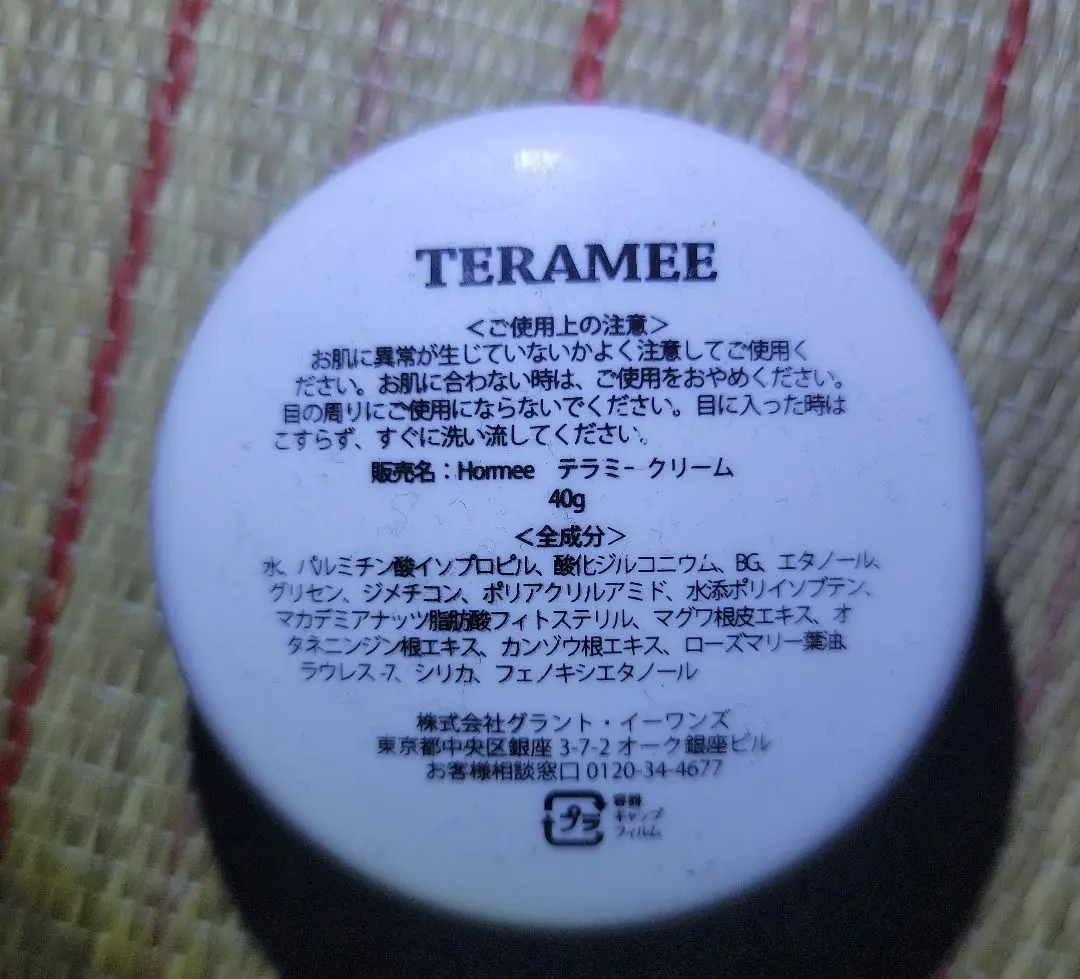 TERAMEE
＜ご使用上の注意＞
お肌に異常が生じていないかよく注意してご使用く
ださい。お肌に合わない時は、ご使用をおやめください。
目の周りにご使用にならないでください。目に入った時は
こすらず、すぐに洗い流してください。
販売名：Hormee テラミークリーム
40g
＜全成分＞
水、パルミチン酸イソプロピル、酸化ジルコニウム、BG、エタノール、
グリセン、ジメチコン、ポリアクリルアミド、水添ポリイソブテン、
マカデミアナッツ脂肪酸フィトステリル、マグワ根皮エキス、オ
タネニンジン根エキス、カンゾウ根エキス、ローズマリー葉油、
ラウレス-7、シリカ、フェノキシエタノール
株式会社グラント・イーワンズ
東京都中央区銀座 3-7-2 オーク銀座ビル
お客様相談窓口 0120-34-4677
プラ
容器
キャップ
フィルム